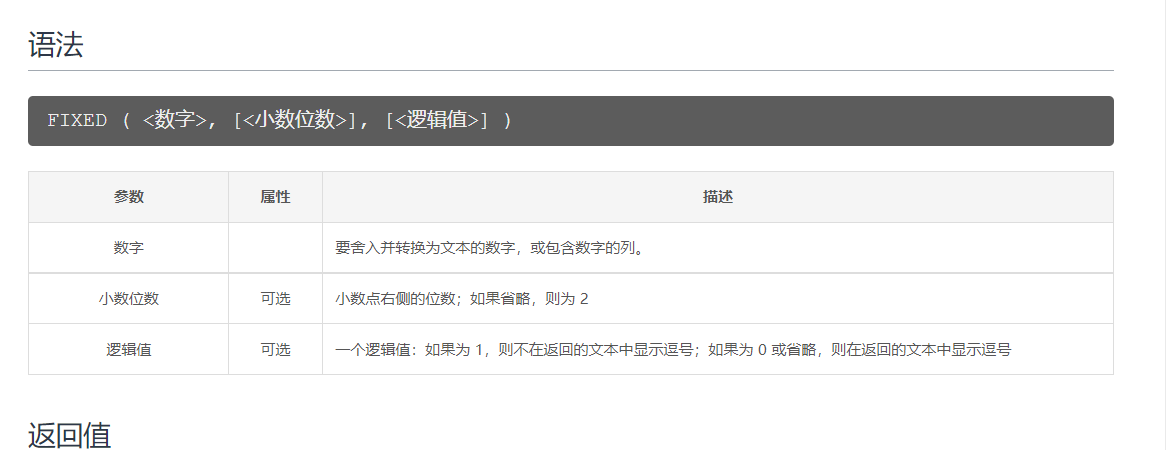 语法
FIXED ( <数字>, [<小数位数>], [<逻辑值>] )
参数 属性 描述
数字 要舍入并转换为文本的数字，或包含数字的列。
小数位数 可选 小数点右侧的位数；如果省略，则为 2
逻辑值 可选 一个逻辑值：如果为 1，则不在返回的文本中显示逗号；如果为 0 或省略，则在返回的文本中显示逗号
返回值